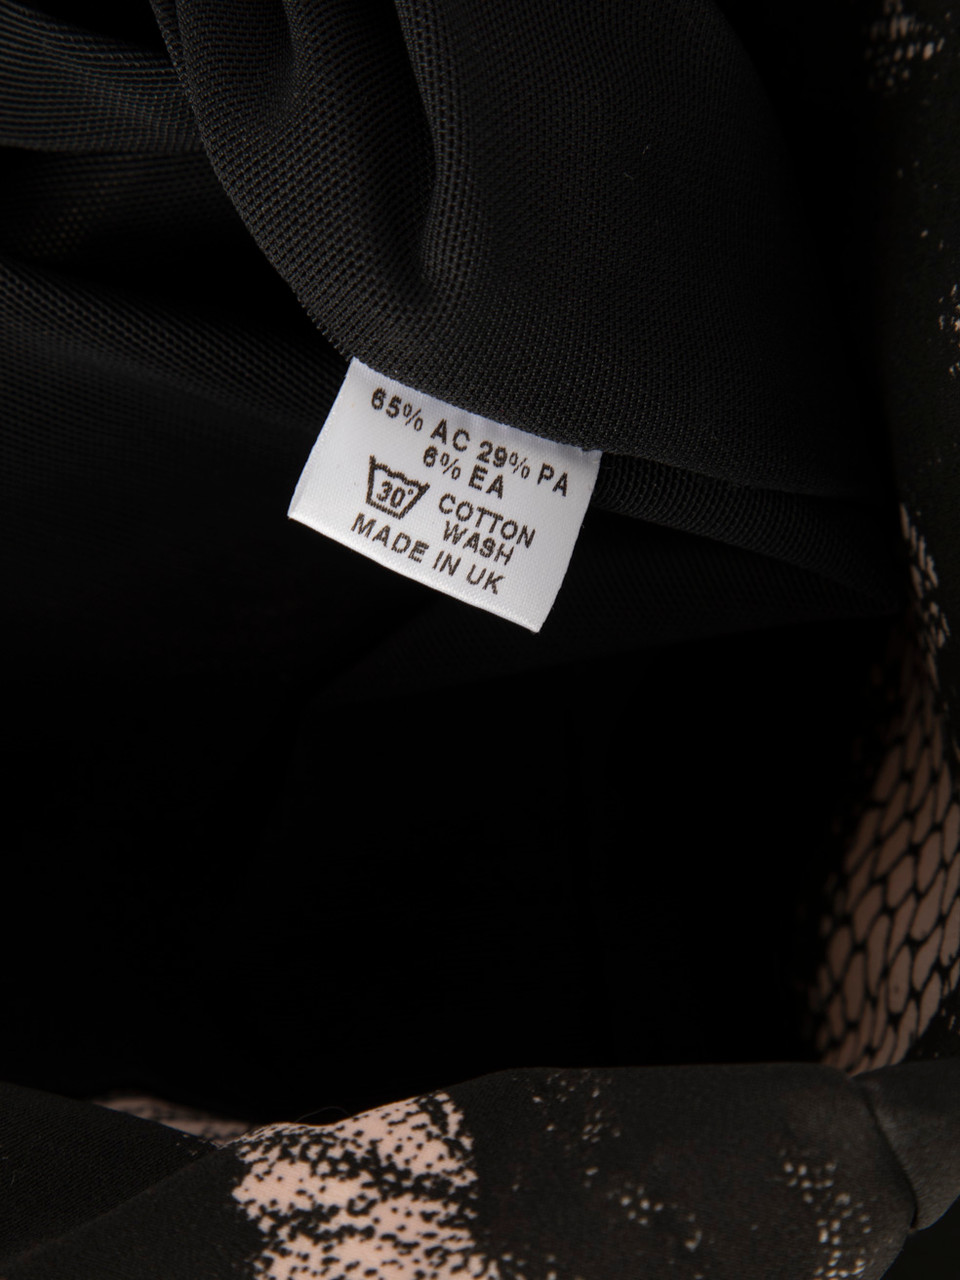 65% AC 29% PA
6% EA
30° COTTON
WASH
MADE IN UK